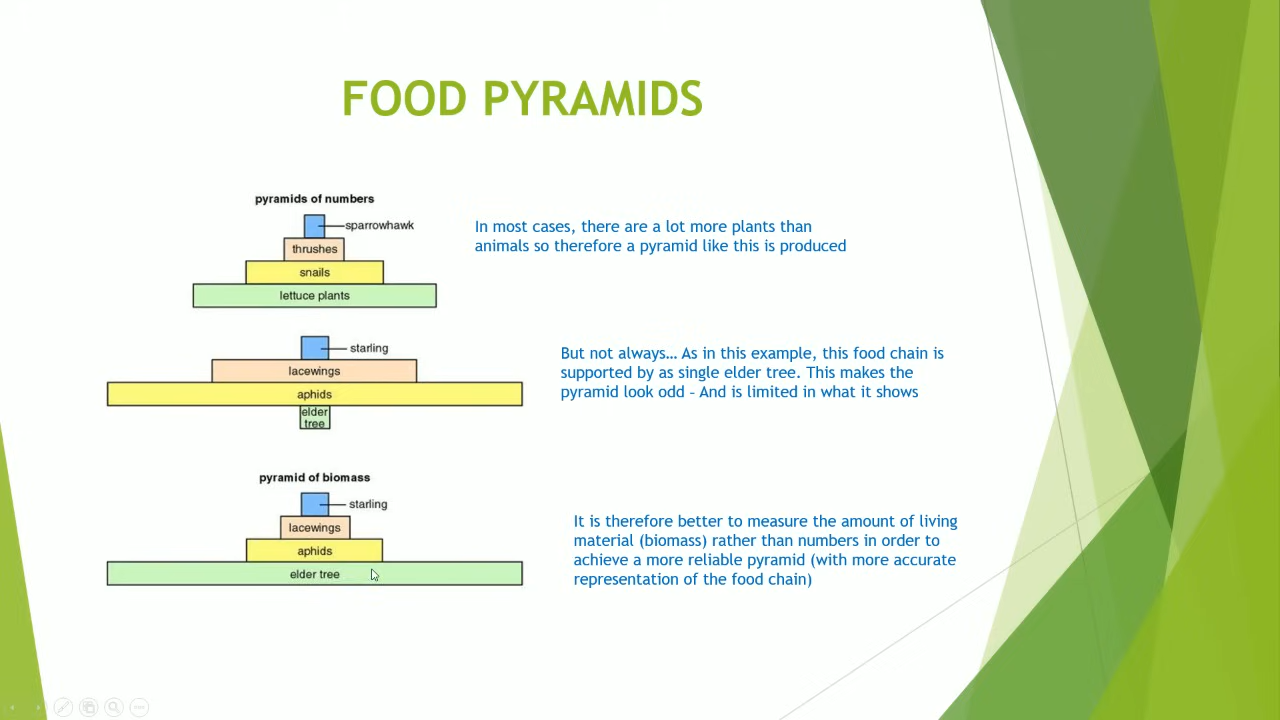 FOOD PYRAMIDS
pyramids of numbers
sparrowhawk
thrushes
snails
lettuce plants
In most cases, there are a lot more plants than
animals so therefore a pyramid like this is produced
starling
lacewings
aphids
elder
tree
But not always... As in this example, this food chain is
supported by as single elder tree. This makes the
pyramid look odd – And is limited in what it shows
pyramid of biomass
starling
lacewings
aphids
elder tree
It is therefore better to measure the amount of living
material (biomass) rather than numbers in order to
achieve a more reliable pyramid (with more accurate
representation of the food chain)